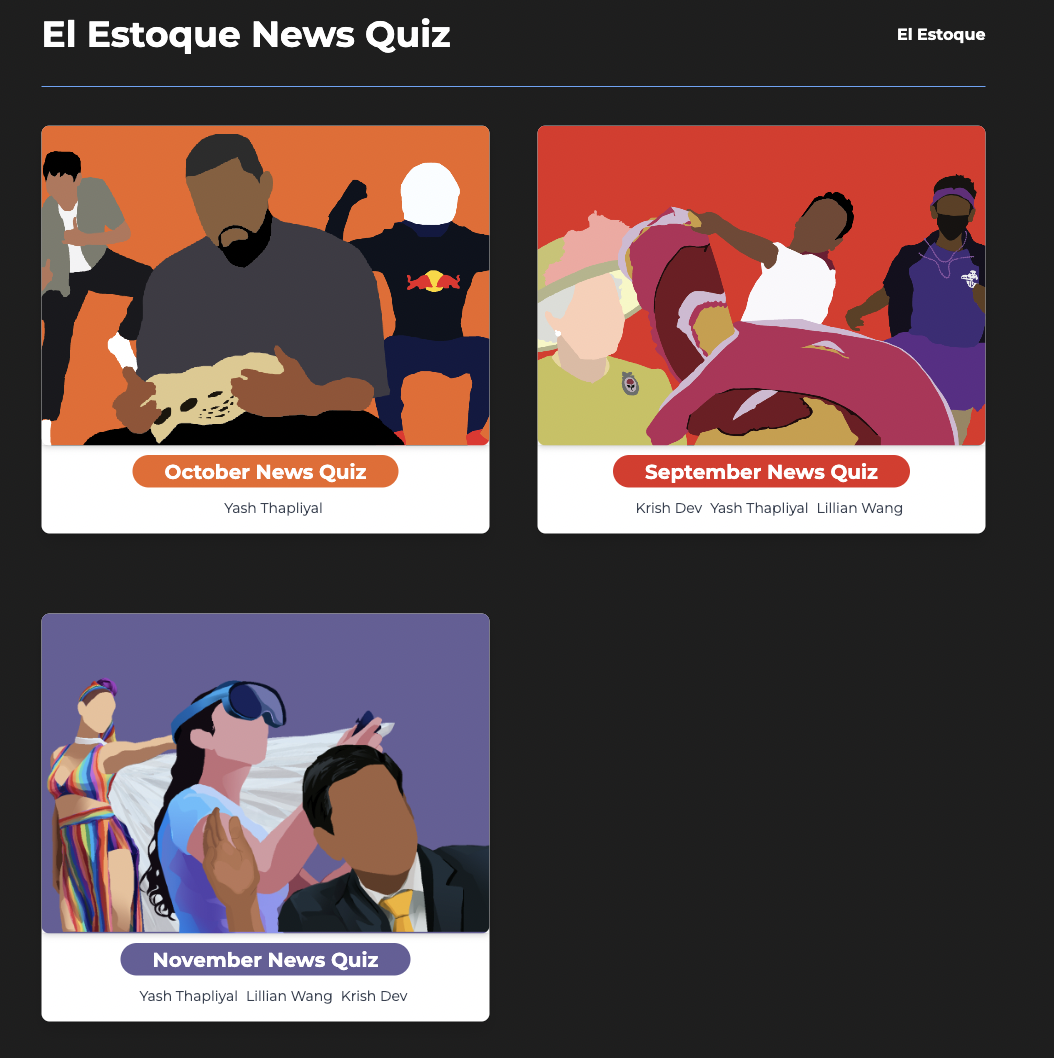 El Estoque News Quiz
El Estoque
October News Quiz
Yash Thapliyal
September News Quiz
Krish Dev  Yash Thapliyal  Lillian Wang
November News Quiz
Yash Thapliyal  Lillian Wang  Krish Dev